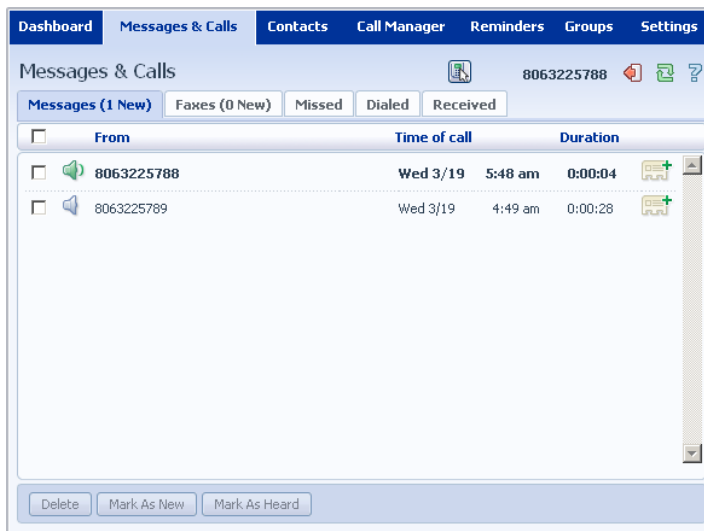 Dashboard Messages & Calls Contacts Call Manager Reminders Groups Settings
Messages & Calls 8063225788 ?
Messages (1 New) Faxes (0 New) Missed Dialed Received
From Time of call Duration
8063225788 Wed 3/19 5:48 am 0:00:04
8063225789 Wed 3/19 4:49 am 0:00:28
Delete Mark As New Mark As Heard